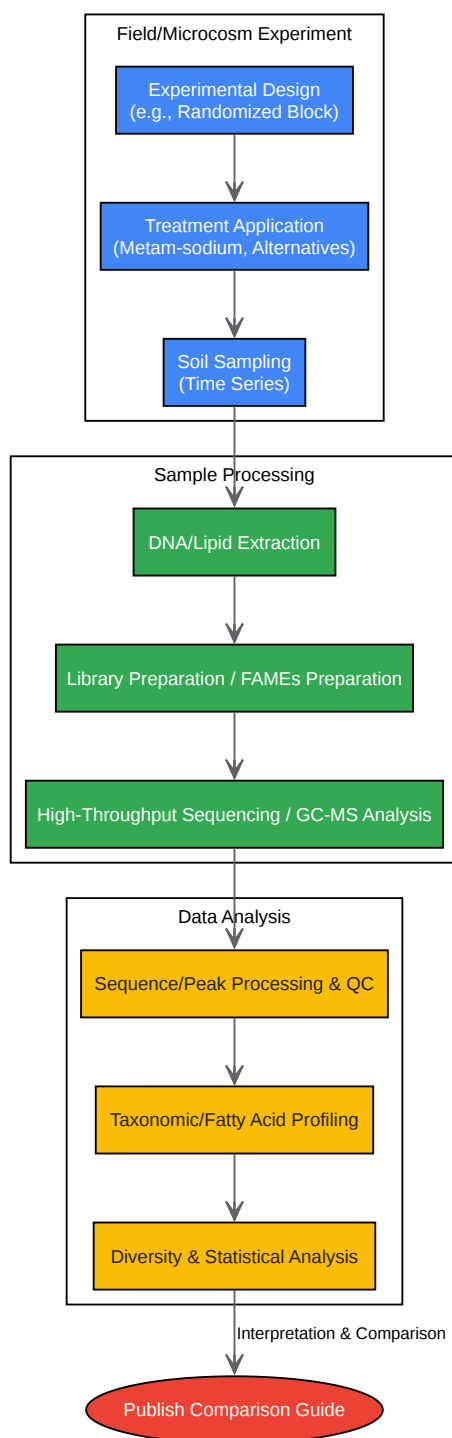 Field/Microcosm Experiment
Experimental Design
(e.g., Randomized Block)
Treatment Application
(Metam-sodium, Alternatives)
Soil Sampling
(Time Series)
Sample Processing
DNA/Lipid Extraction
Library Preparation / FAMEs Preparation
High-Throughput Sequencing / GC-MS Analysis
Data Analysis
Sequence/Peak Processing & QC
Taxonomic/Fatty Acid Profiling
Diversity & Statistical Analysis
Interpretation & Comparison
Publish Comparison Guide